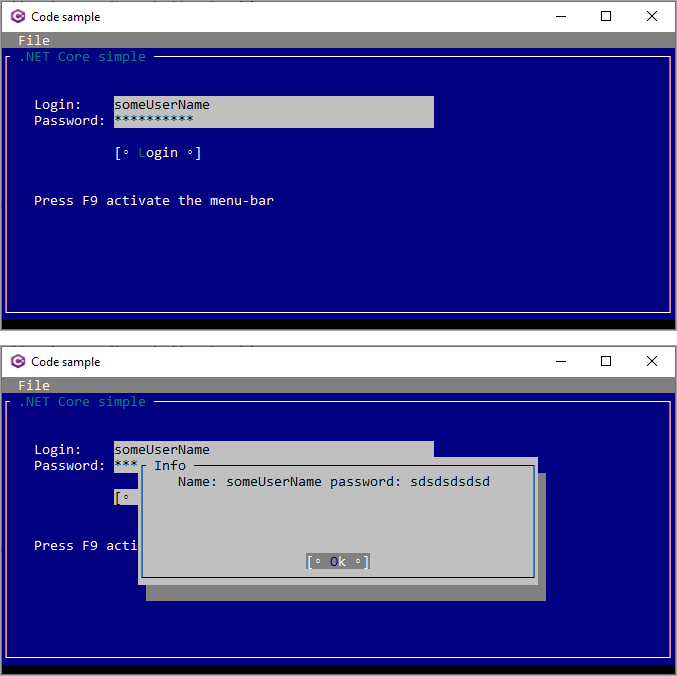 Code sample
File
.NET Core simple
Login: someUserName
Password: **********
[◦ Login ◦]
Press F9 activate the menu-bar
Code sample
File
.NET Core simple
Login: someUserName
Password: ***
Info
Name: someUserName password: sdsdsdsdsd
[◦
Press F9 acti
[◦ Ok ◦]